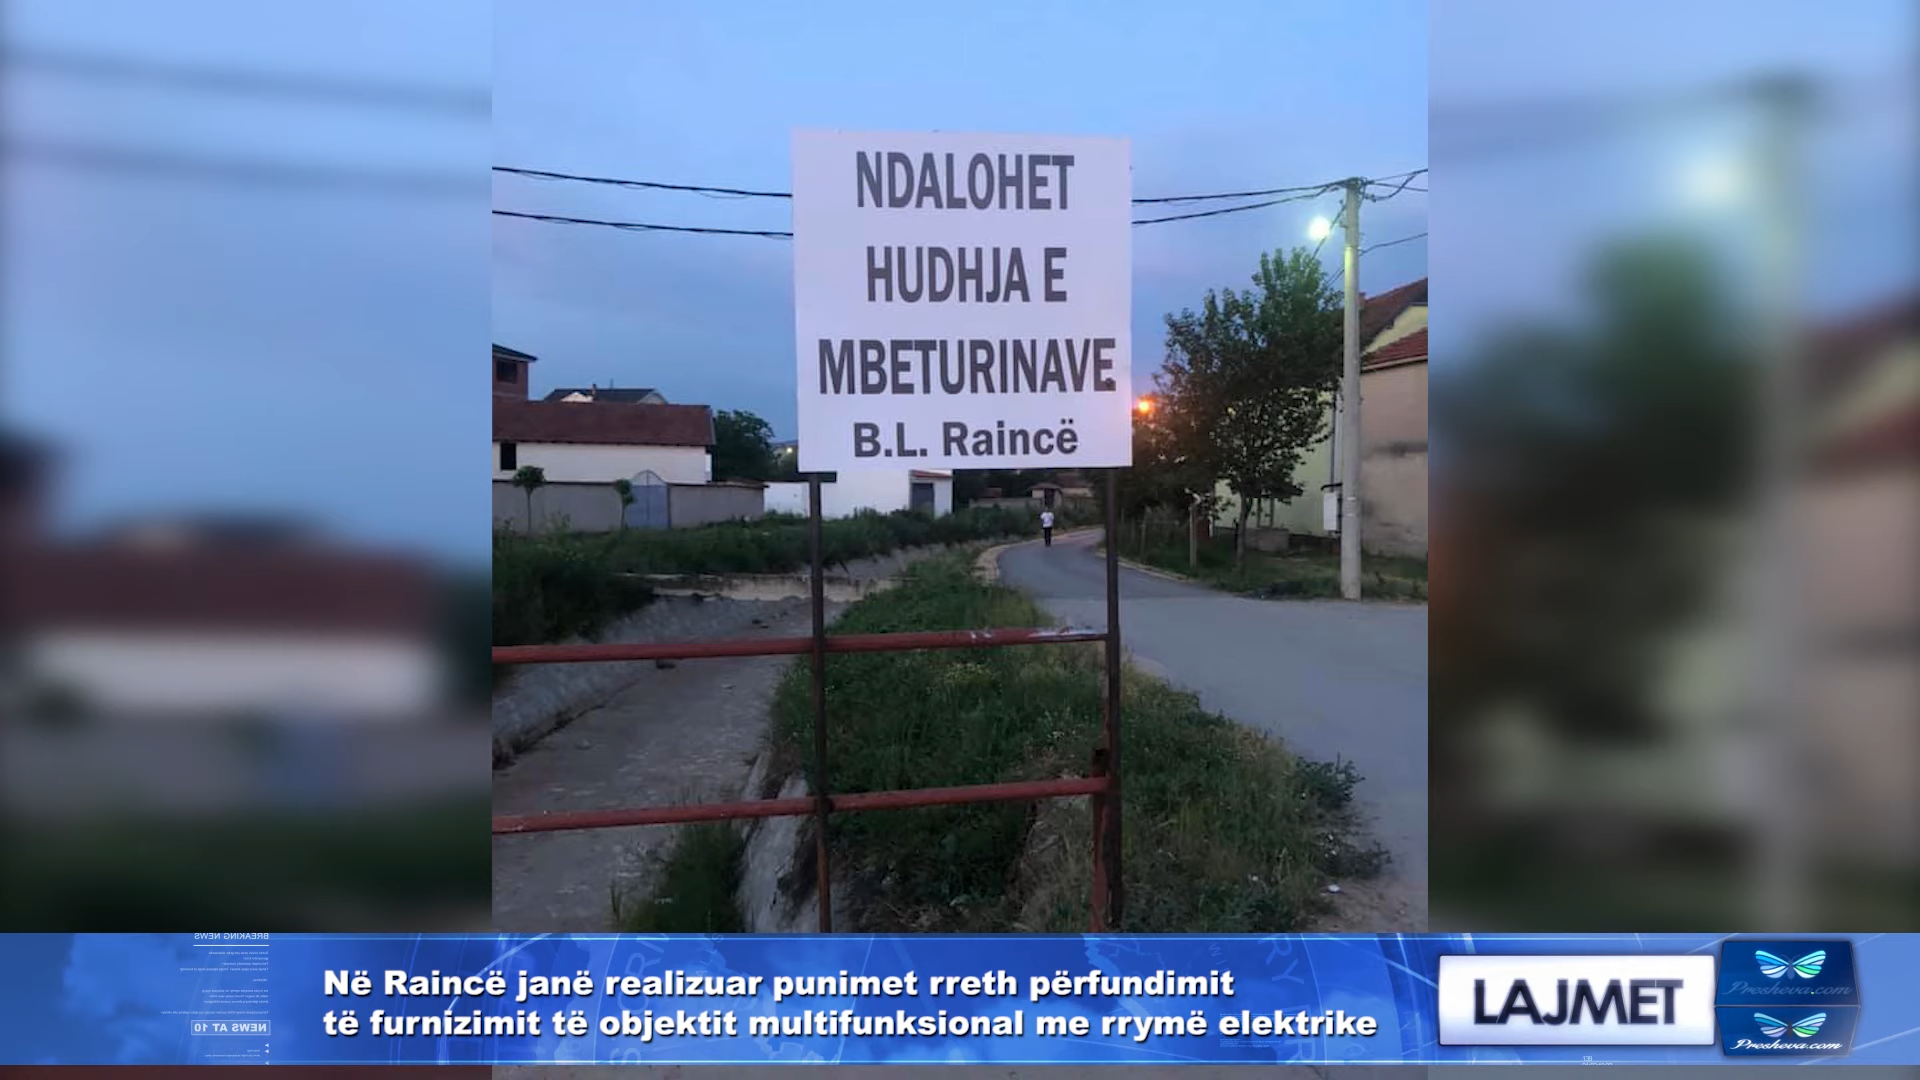 NDALOHET
HUDHJA E
MBETURINAVE
B.L. Raincë
BREAKING NEWS
NEWS AT 10
Në Raincë janë realizuar punimet rreth përfundimit
të furnizimit të objektit multifunksional me rrymë elektrike
LAJMET
Presheva.com
Presheva.com